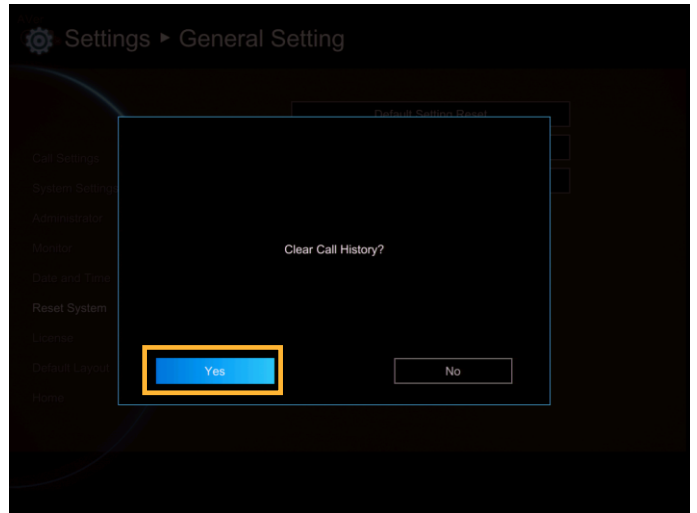 Settings ► General Setting
Default Setting Reset
Call Settings
System Settings
Administrator
Monitor
Date and Time
Clear Call History?
Reset System
License
Default Layout
Yes
No
Home